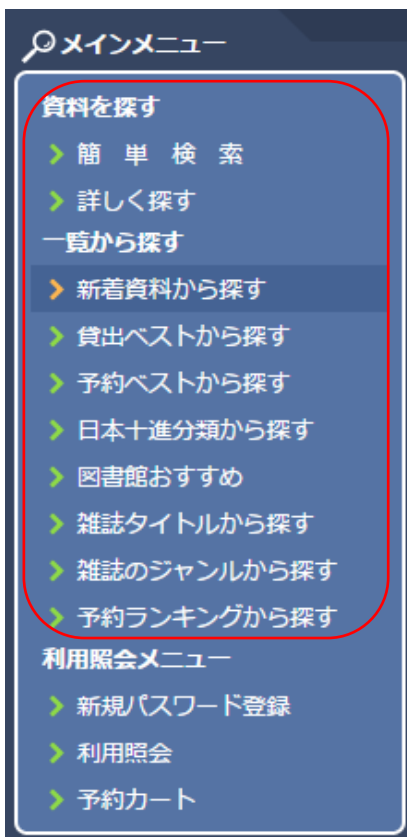 メインメニュー
資料を探す
簡 単 検 索
詳しく探す
一覧から探す
新着資料から探す
貸出ベストから探す
予約ベストから探す
日本十進分類から探す
図書館おすすめ
雑誌タイトルから探す
雑誌のジャンルから探す
予約ランキングから探す
利用照会メニュー
新規パスワード登録
利用照会
予約カート